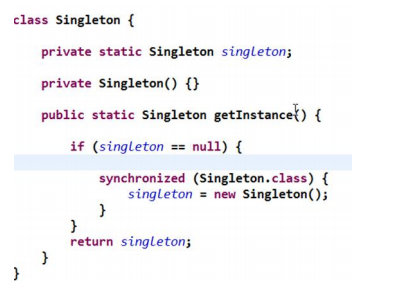 class Singleton {
private static Singleton singleton;
private Singleton() {}
public static Singleton getInstance() {
if (singleton == null) {
synchronized (Singleton.class) {
singleton = new Singleton();
}
}
return singleton;
}
}